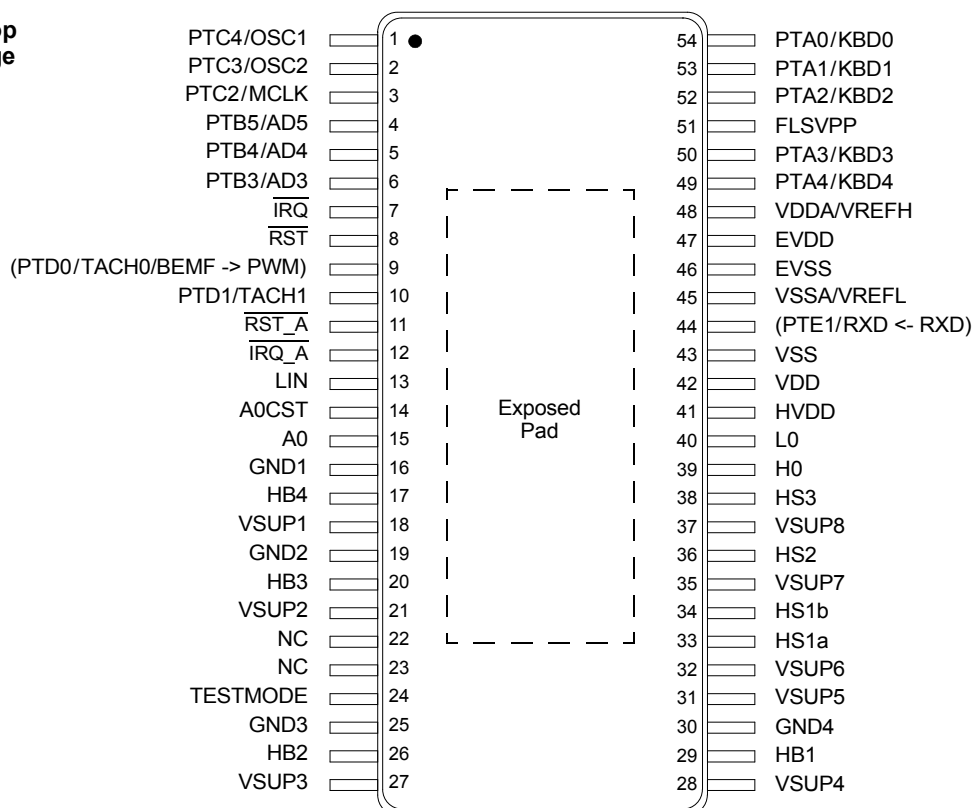 op
ge
PTC4/OSC1 1 54 PTA0/KBD0
PTC3/OSC2 2 53 PTA1/KBD1
PTC2/MCLK 3 52 PTA2/KBD2
PTB5/AD5 4 51 FLSVPP
PTB4/AD4 5 50 PTA3/KBD3
PTB3/AD3 6 49 PTA4/KBD4
IRQ 7 48 VDDA/VREFH
RST 8 47 EVDD
(PTD0/TACH0/BEMF -> PWM) 9 46 EVSS
PTD1/TACH1 10 45 VSSA/VREFL
RST_A 11 44 (PTE1/RXD <- RXD)
IRQ_A 12 43 VSS
LIN 13 42 VDD
A0CST 14 Exposed 41 HVDD
A0 15 Pad 40 L0
GND1 16 39 H0
HB4 17 38 HS3
VSUP1 18 37 VSUP8
GND2 19 36 HS2
HB3 20 35 VSUP7
VSUP2 21 34 HS1b
NC 22 33 HS1a
NC 23 32 VSUP6
TESTMODE 24 31 VSUP5
GND3 25 30 GND4
HB2 26 29 HB1
VSUP3 27 28 VSUP4